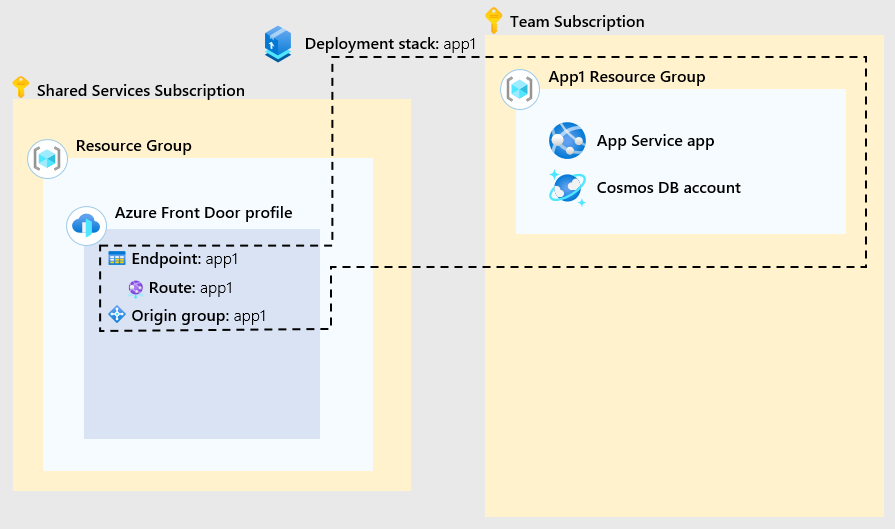 Team Subscription
Deployment stack: app1
App1 Resource Group
Shared Services Subscription
App Service app
Resource Group
Cosmos DB account
Azure Front Door profile
Endpoint: app1
Route: app1
Origin group: app1